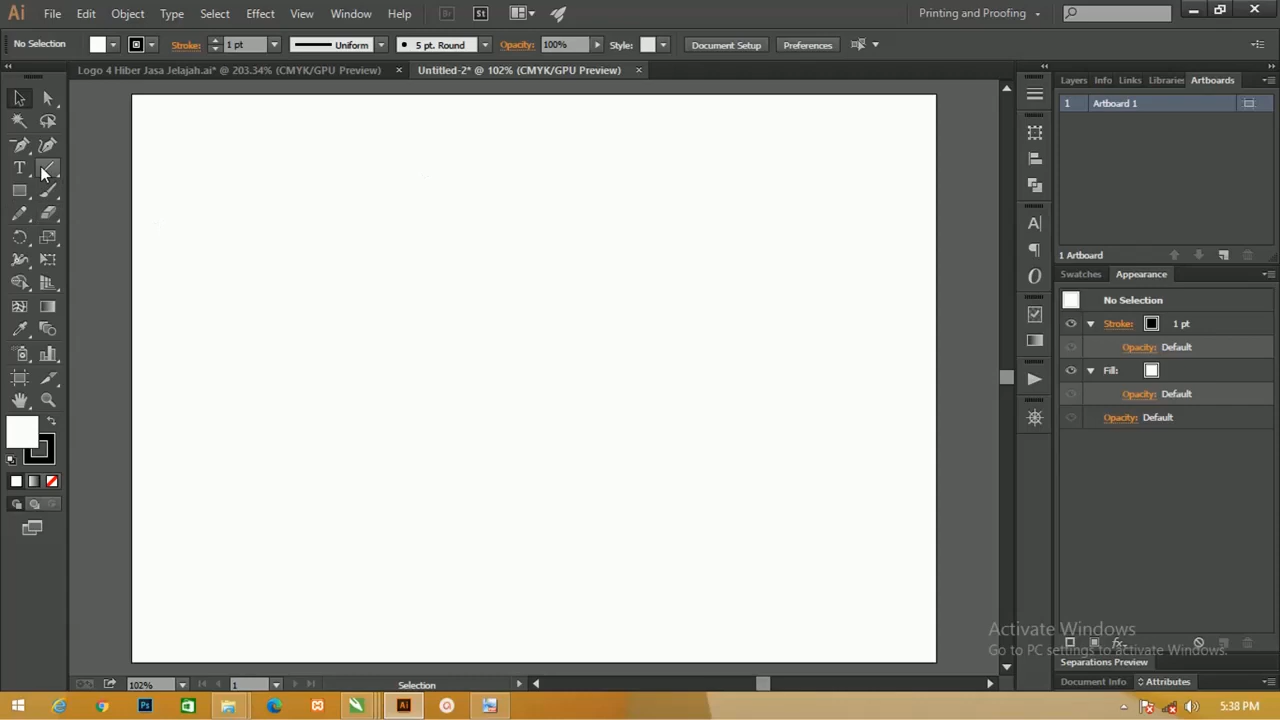 Ai File Edit Object Type Select Effect View Window Help Br St Printing and Proofing
No Selection Stroke: 1 pt Uniform 5 pt. Round Opacity: 100% Style: Document Setup Preferences
Logo 4 Hiber Jasa Jelajah.ai* @ 203.34% (CMYK/GPU Preview) × Untitled-2* @ 102% (CMYK/GPU Preview) ×
Layers Info Links Libraries Artboards
1 Artboard 1
1 Artboard
Swatches Appearance
No Selection
Stroke: 1 pt
Opacity: Default
Fill:
Opacity: Default
Opacity: Default
Activate Windows
Go to PC settings to activate Windows.
Separations Preview
Document Info Attributes
102% 1 Selection
5:38 PM